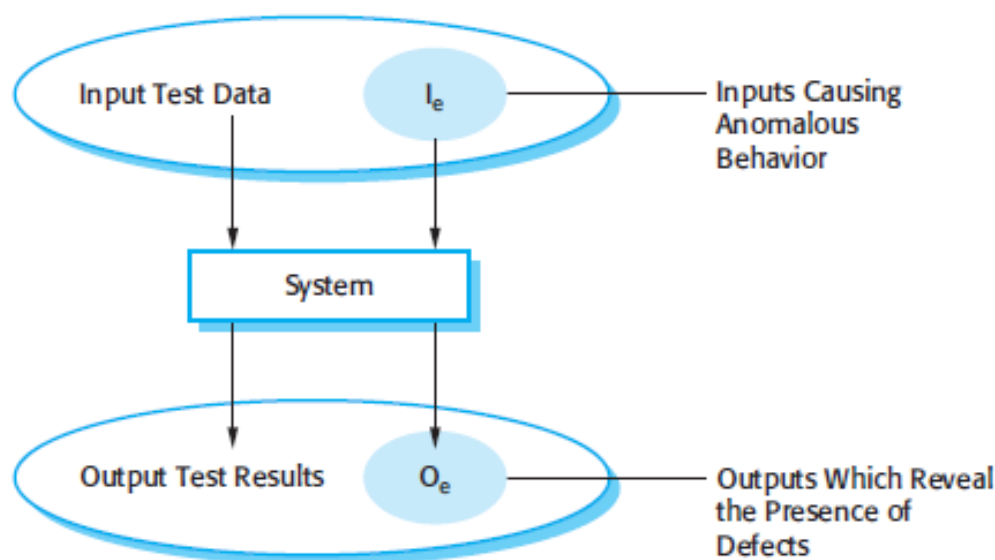 Input Test Data
Iₑ
Inputs Causing
Anomalous
Behavior
System
Output Test Results
Oₑ
Outputs Which Reveal
the Presence of
Defects